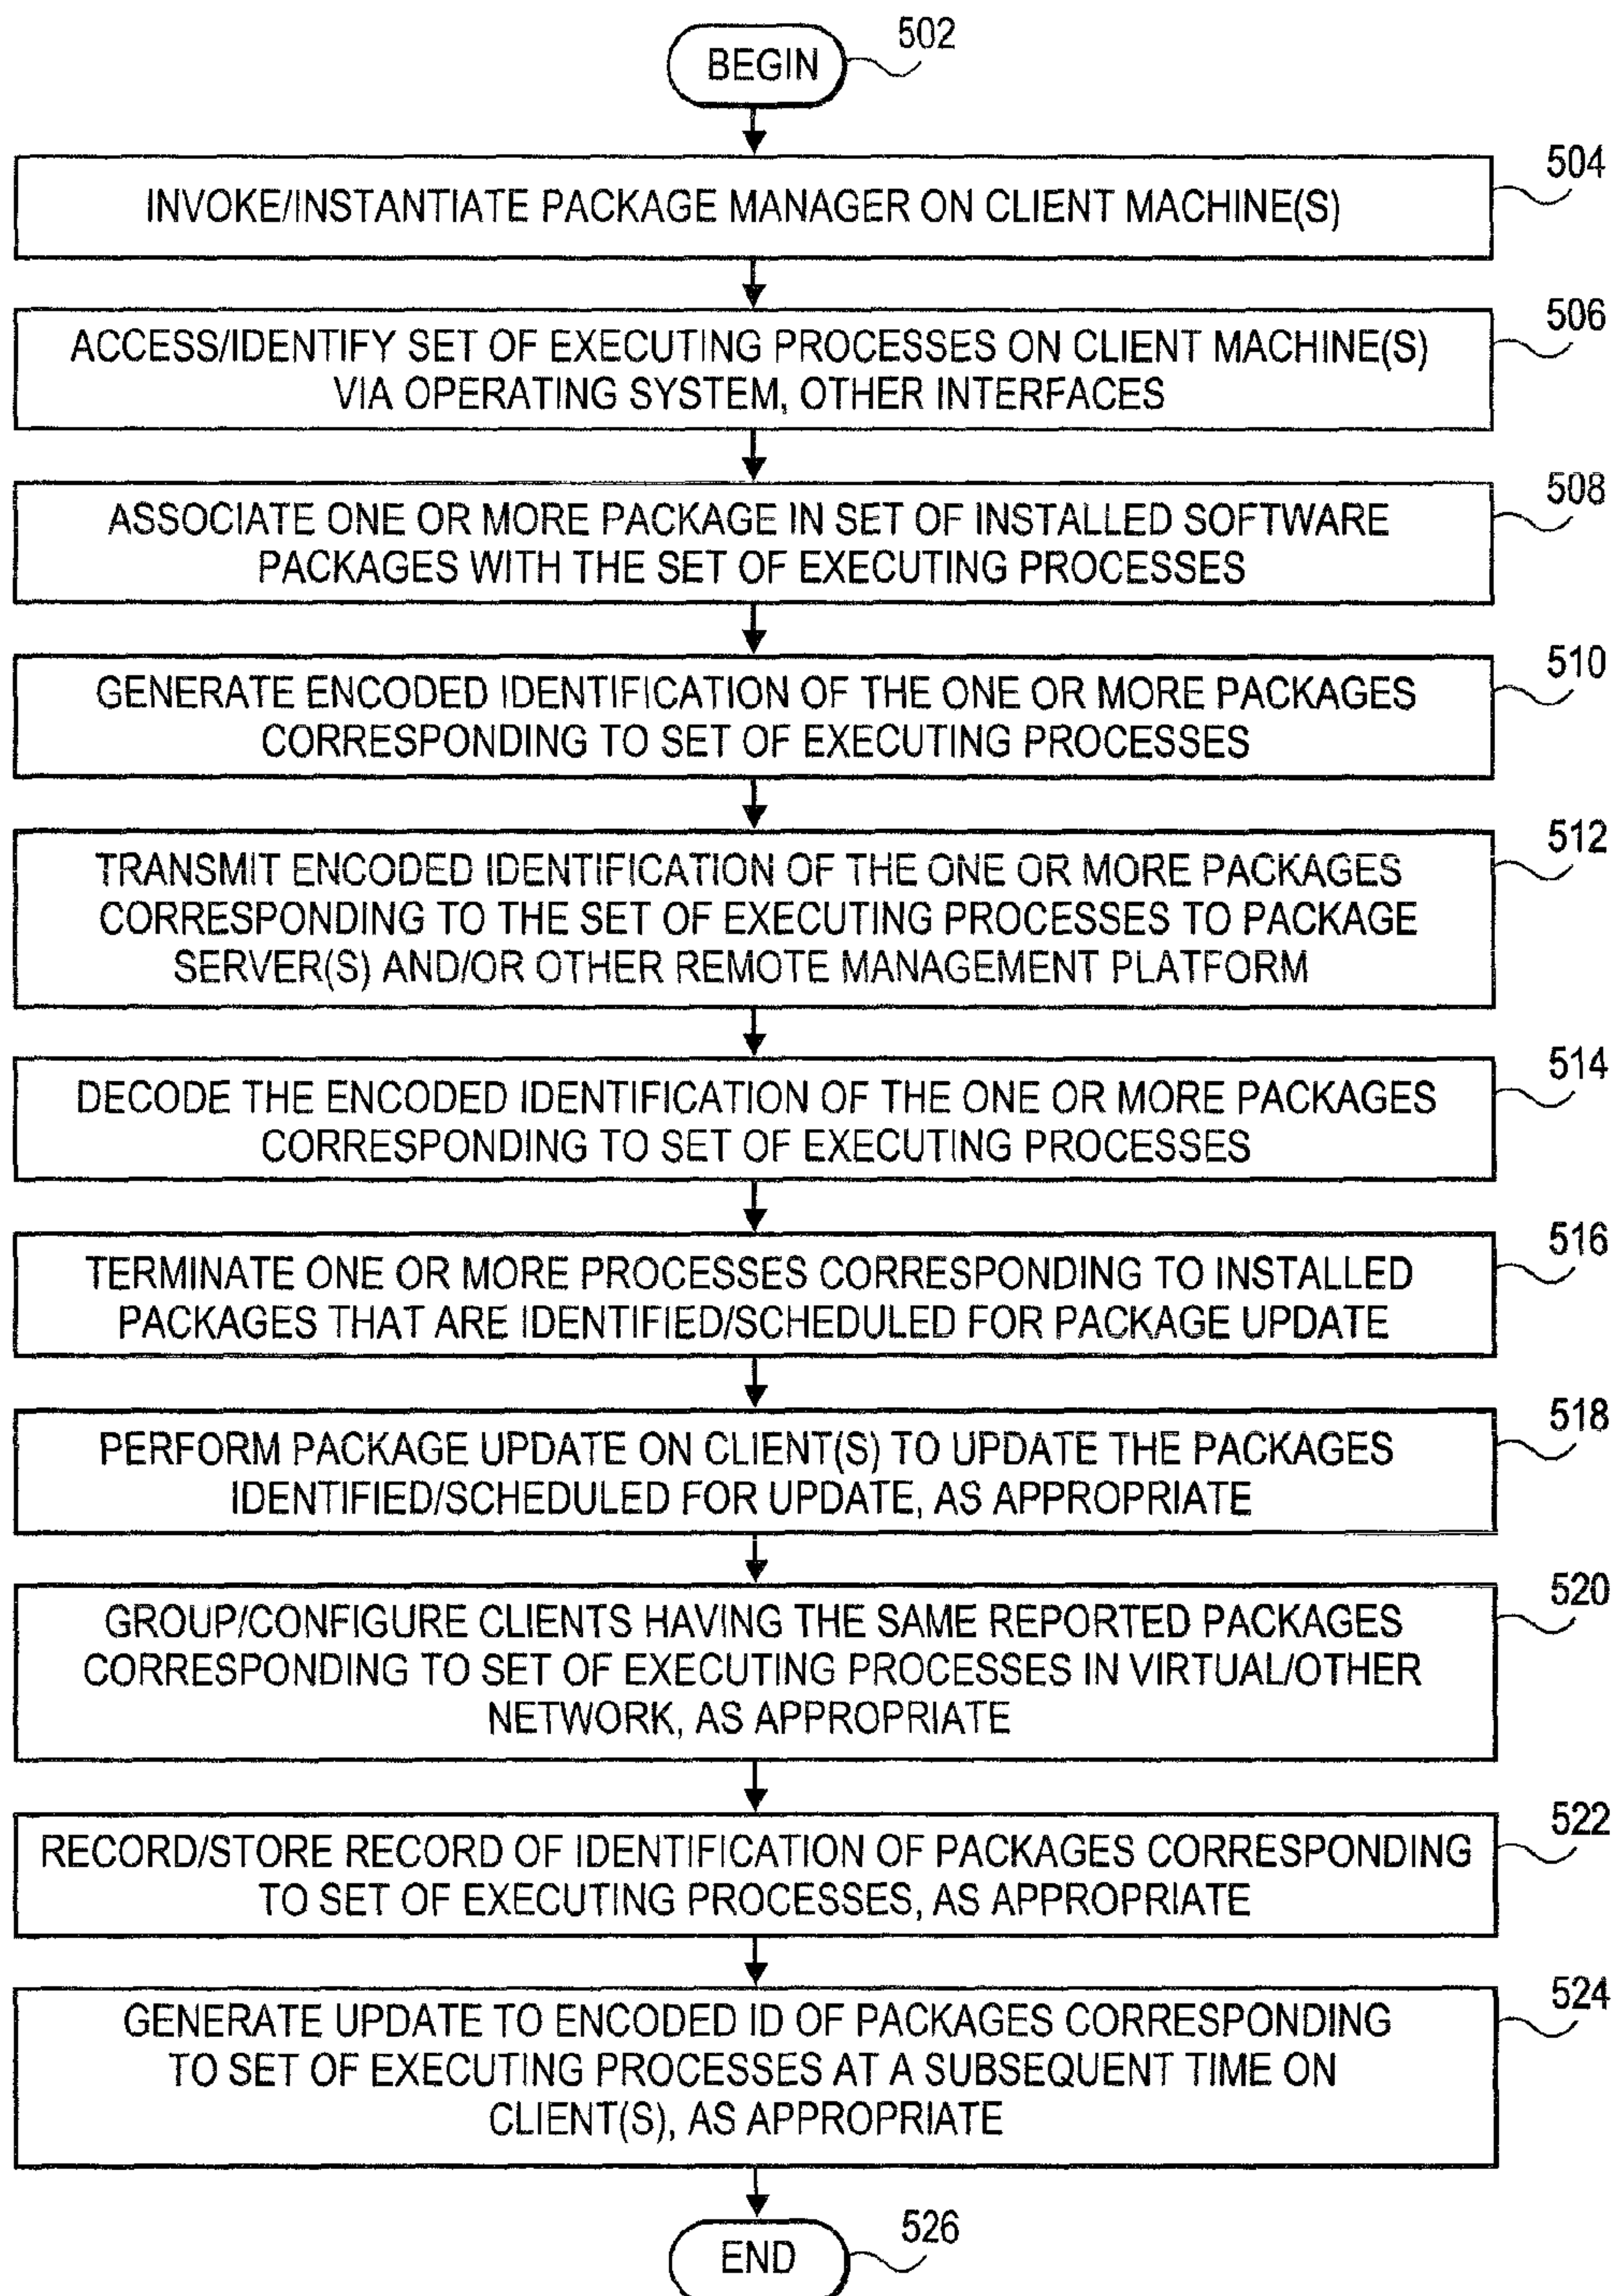 BEGIN
502
504
INVOKE/INSTANTIATE PACKAGE MANAGER ON CLIENT MACHINE(S)
506
ACCESS/IDENTIFY SET OF EXECUTING PROCESSES ON CLIENT MACHINE(S)
VIA OPERATING SYSTEM, OTHER INTERFACES
508
ASSOCIATE ONE OR MORE PACKAGE IN SET OF INSTALLED SOFTWARE
PACKAGES WITH THE SET OF EXECUTING PROCESSES
510
GENERATE ENCODED IDENTIFICATION OF THE ONE OR MORE PACKAGES
CORRESPONDING TO SET OF EXECUTING PROCESSES
512
TRANSMIT ENCODED IDENTIFICATION OF THE ONE OR MORE PACKAGES
CORRESPONDING TO THE SET OF EXECUTING PROCESSES TO PACKAGE
SERVER(S) AND/OR OTHER REMOTE MANAGEMENT PLATFORM
514
DECODE THE ENCODED IDENTIFICATION OF THE ONE OR MORE PACKAGES
CORRESPONDING TO SET OF EXECUTING PROCESSES
516
TERMINATE ONE OR MORE PROCESSES CORRESPONDING TO INSTALLED
PACKAGES THAT ARE IDENTIFIED/SCHEDULED FOR PACKAGE UPDATE
518
PERFORM PACKAGE UPDATE ON CLIENT(S) TO UPDATE THE PACKAGES
IDENTIFIED/SCHEDULED FOR UPDATE, AS APPROPRIATE
520
GROUP/CONFIGURE CLIENTS HAVING THE SAME REPORTED PACKAGES
CORRESPONDING TO SET OF EXECUTING PROCESSES IN VIRTUAL/OTHER
NETWORK, AS APPROPRIATE
522
RECORD/STORE RECORD OF IDENTIFICATION OF PACKAGES CORRESPONDING
TO SET OF EXECUTING PROCESSES, AS APPROPRIATE
524
GENERATE UPDATE TO ENCODED ID OF PACKAGES CORRESPONDING
TO SET OF EXECUTING PROCESSES AT A SUBSEQUENT TIME ON
CLIENT(S), AS APPROPRIATE
END
526